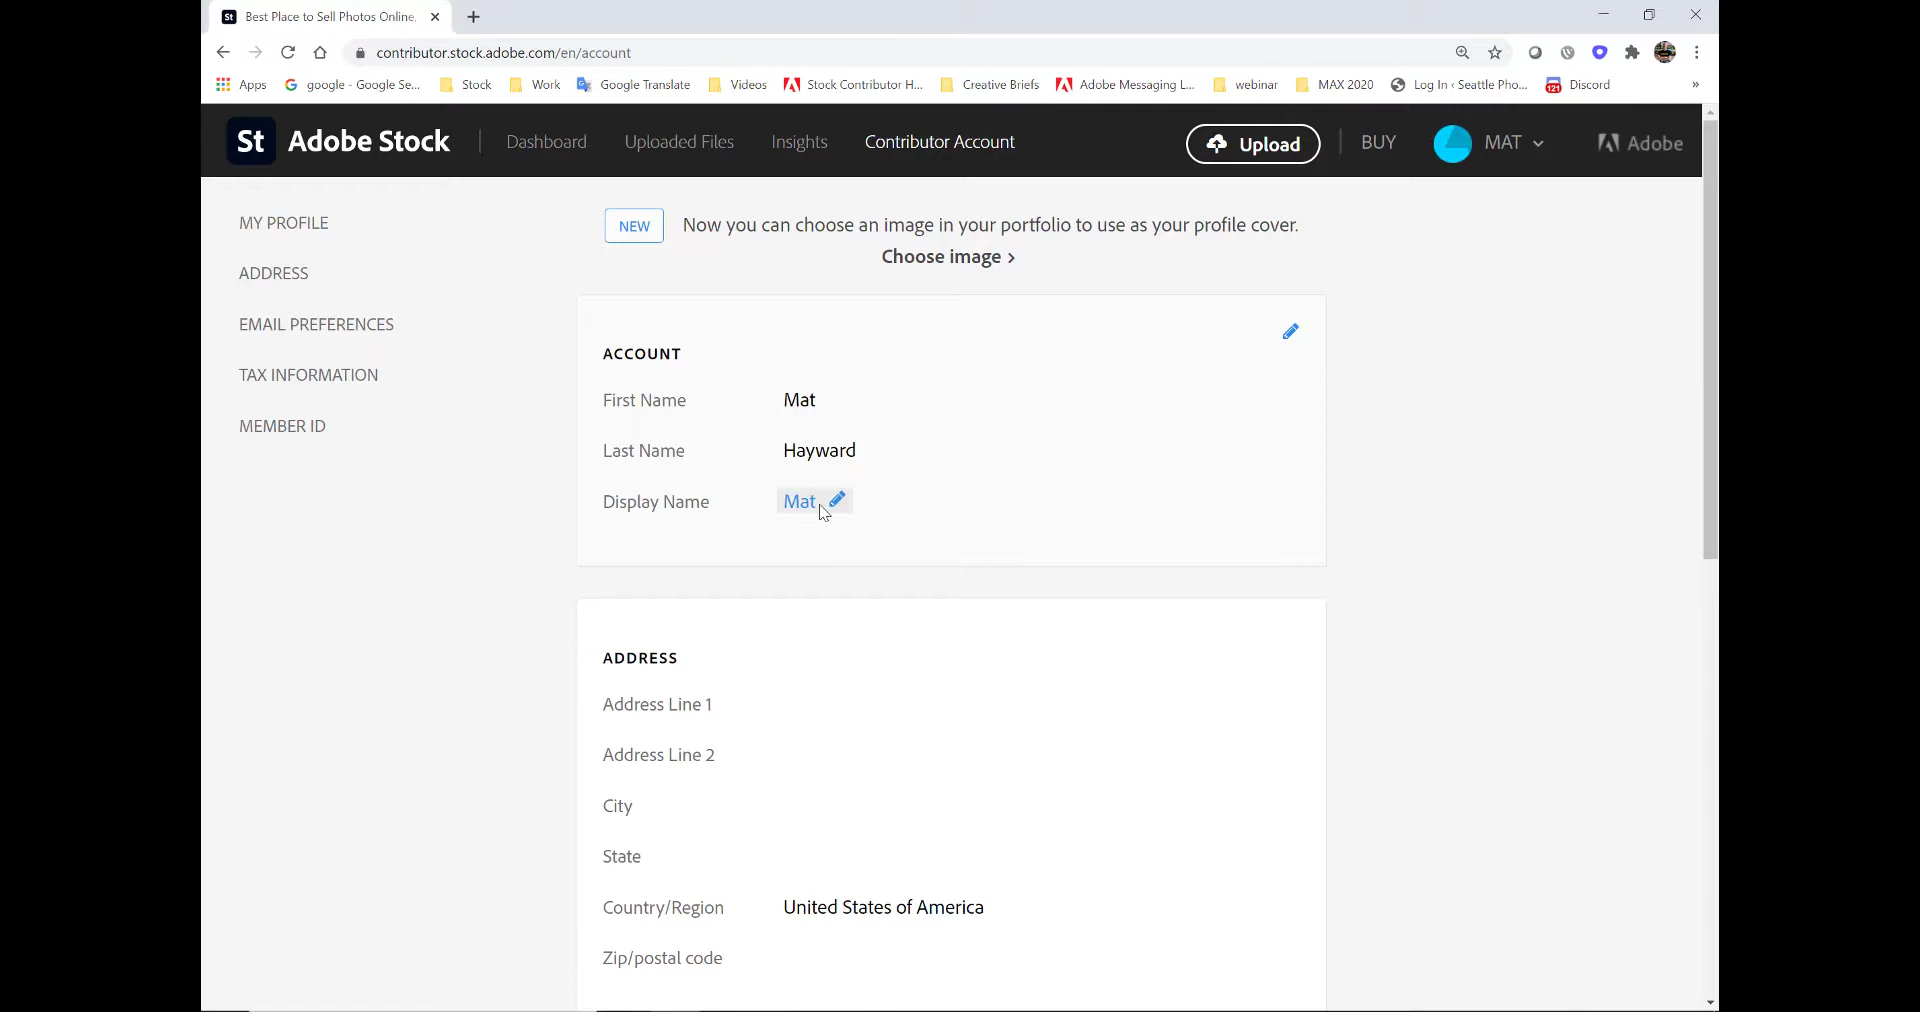 St Best Place to Sell Photos Online,
contributor.stock.adobe.com/en/account
Apps google - Google Se... Stock Work Google Translate Videos Stock Contributor H... Creative Briefs Adobe Messaging L... webinar MAX 2020 Log In ‹ Seattle Pho... 121 Discord »
St Adobe Stock Dashboard Uploaded Files Insights Contributor Account Upload BUY MAT Adobe
MY PROFILE
ADDRESS
EMAIL PREFERENCES
TAX INFORMATION
MEMBER ID
NEW Now you can choose an image in your portfolio to use as your profile cover.
Choose image ›
ACCOUNT
First Name Mat
Last Name Hayward
Display Name Mat
ADDRESS
Address Line 1
Address Line 2
City
State
Country/Region United States of America
Zip/postal code